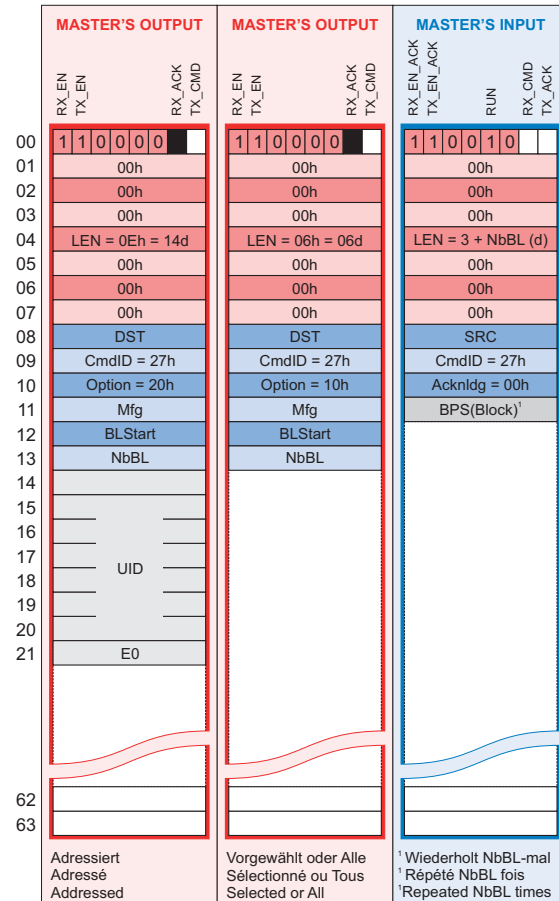 MASTER'S OUTPUT MASTER'S OUTPUT MASTER'S INPUT
RX_EN TX_EN RX_ACK TX_CMD RX_EN TX_EN RX_ACK TX_CMD RX_EN_ACK TX_EN_ACK RUN RX_CMD TX_ACK
00 1 1 0 0 0 0 1 1 0 0 0 0 1 1 0 0 1 0
01 00h 00h 00h
02 00h 00h 00h
03 00h 00h 00h
04 LEN = 0Eh = 14d LEN = 06h = 06d LEN = 3 + NbBL (d)
05 00h 00h 00h
06 00h 00h 00h
07 00h 00h 00h
08 DST DST SRC
09 CmdID = 27h CmdID = 27h CmdID = 27h
10 Option = 20h Option = 10h Acknldg = 00h
11 Mfg Mfg BPS(Block)¹
12 BLStart BLStart
13 NbBL NbBL
14
15
16
17
UID
18
19
20
21 E0
62
63
Adressiert Vorgewählt oder Alle ¹ Wiederholt NbBL-mal
Adressé Sélectionné ou Tous ¹ Répété NbBL fois
Addressed Selected or All ¹Repeated NbBL times